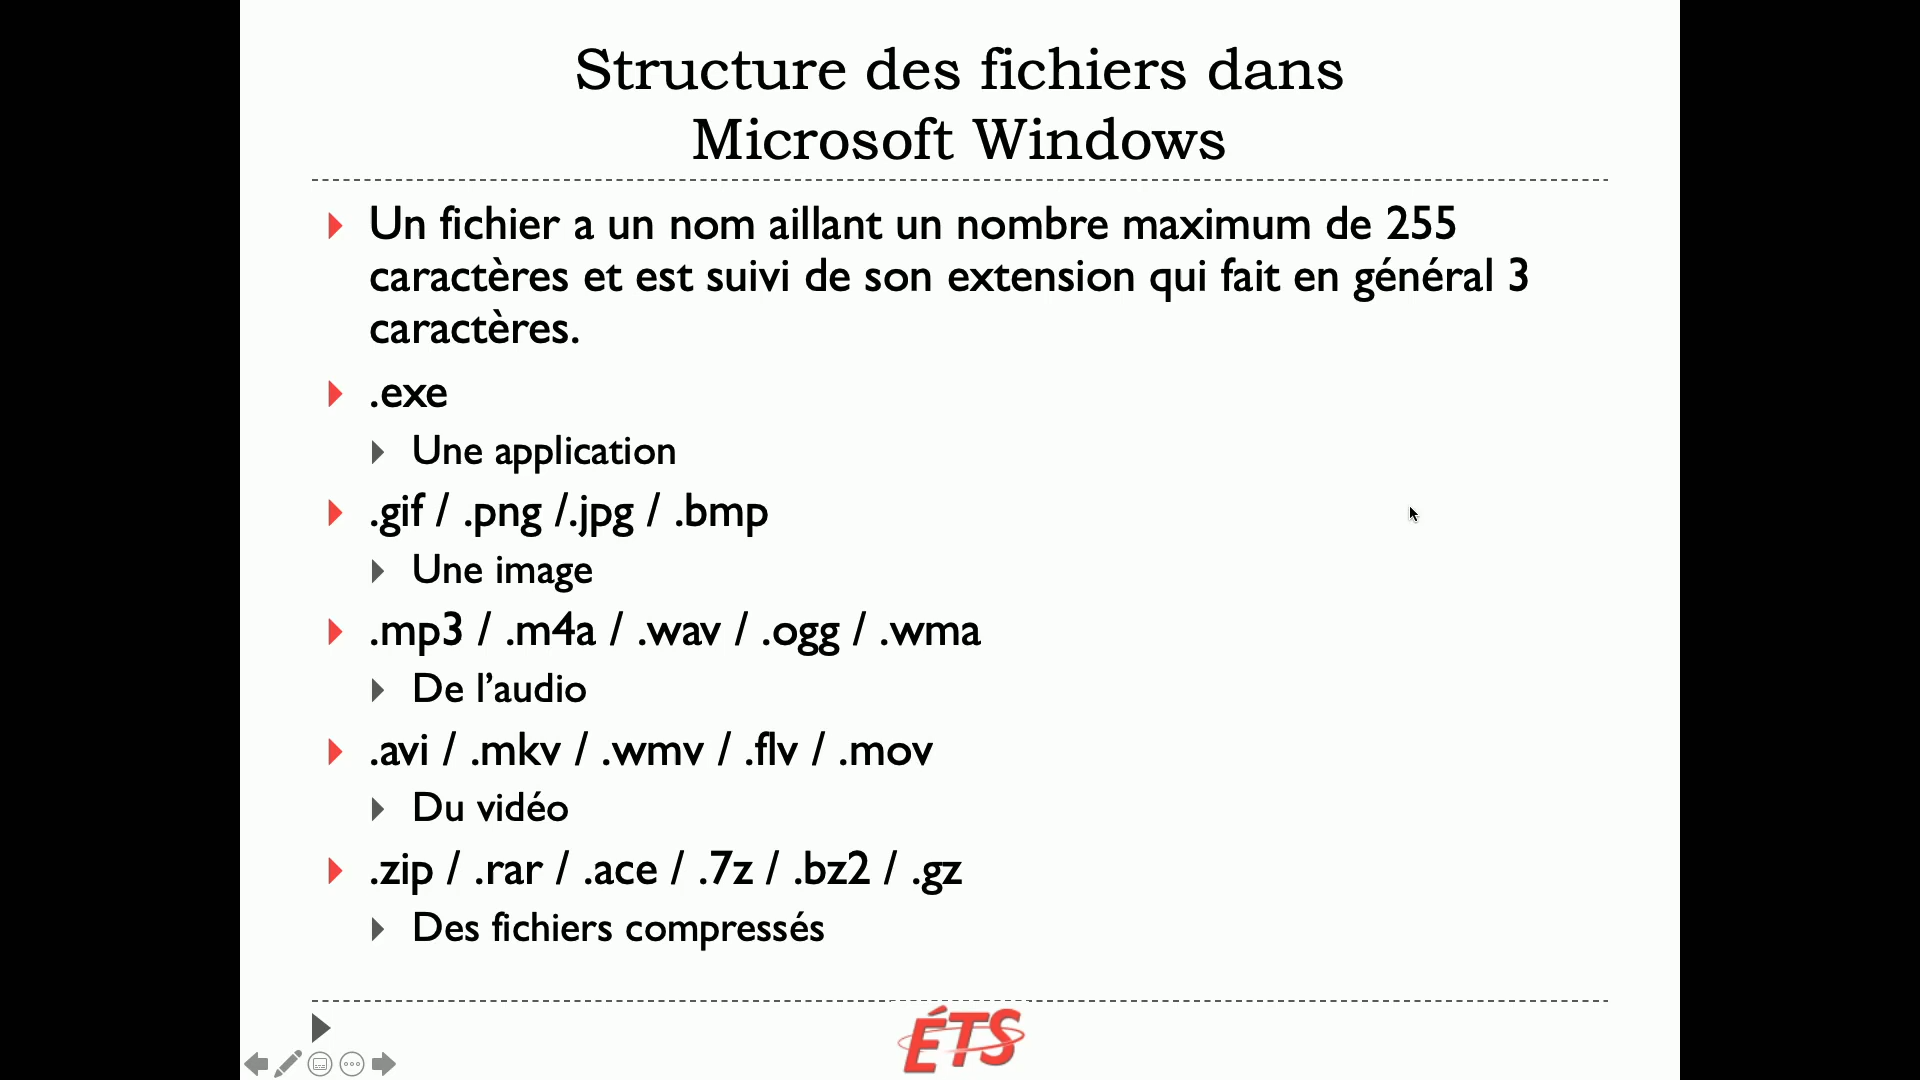 Structure des fichiers dans
Microsoft Windows
Un fichier a un nom aillant un nombre maximum de 255
caractères et est suivi de son extension qui fait en général 3
caractères.
.exe
Une application
.gif / .png /.jpg / .bmp
Une image
.mp3 / .m4a / .wav / .ogg / .wma
De l’audio
.avi / .mkv / .wmv / .flv / .mov
Du vidéo
.zip / .rar / .ace / .7z / .bz2 / .gz
Des fichiers compressés
ÉTS